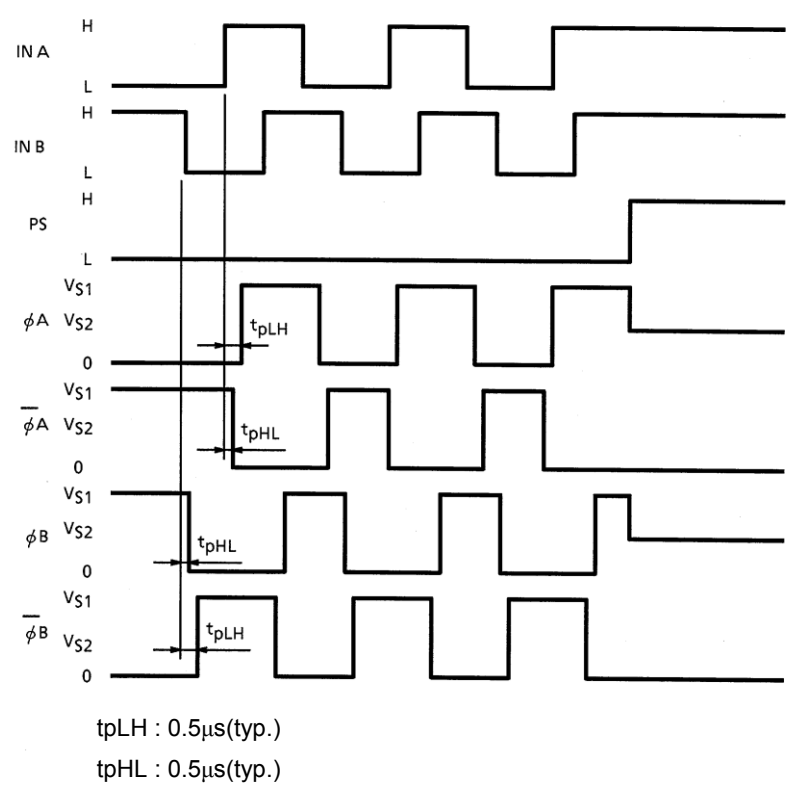 H
IN A
L
H
IN B
L
H
PS
L
VS1
φA VS2
tpLH
0
VS1
φA VS2
tpHL
0
VS1
φB VS2
tpHL
0
VS1
φB VS2
tpLH
0
tpLH : 0.5μs(typ.)
tpHL : 0.5μs(typ.)